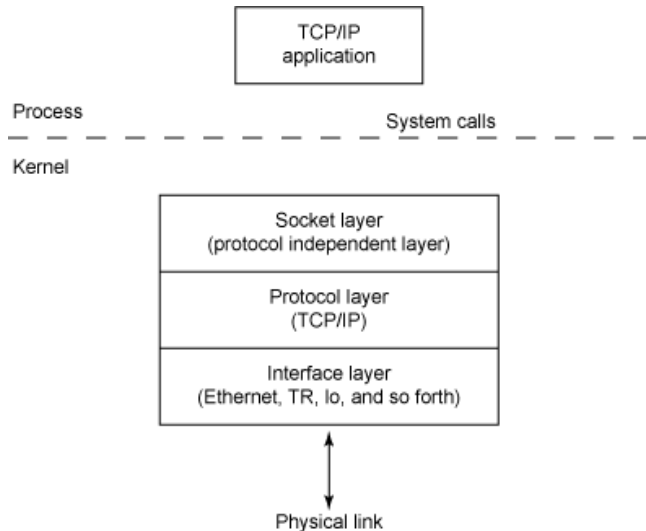 TCP/IP
application
Process
System calls
Kernel
Socket layer
(protocol independent layer)
Protocol layer
(TCP/IP)
Interface layer
(Ethernet, TR, lo, and so forth)
Physical link